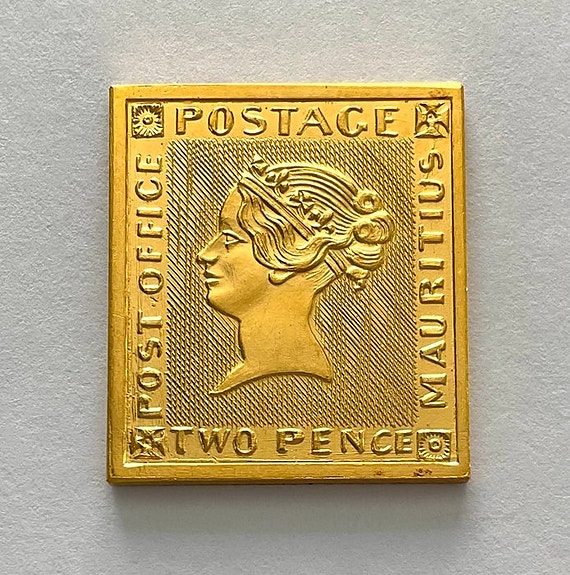 POSTAGE
POST OFFICE
MAURITIUS
TWO PENCE